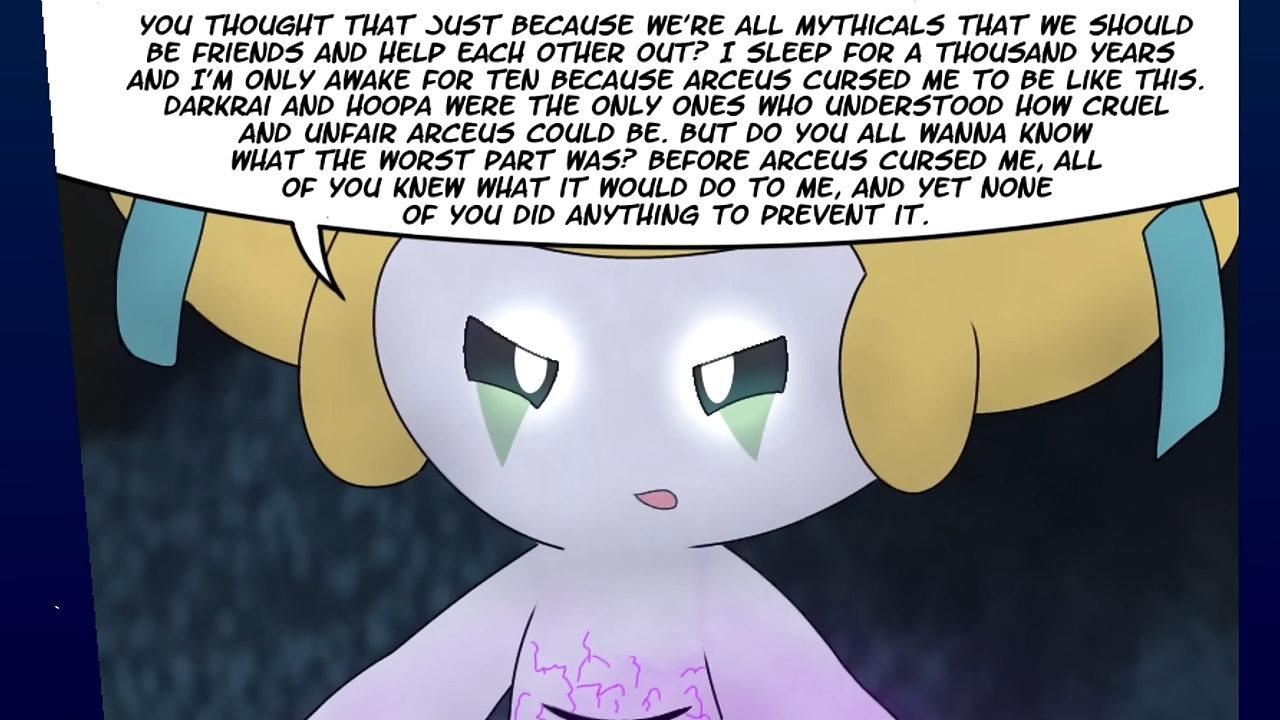 YOU THOUGHT THAT JUST BECAUSE WE'RE ALL MYTHICALS THAT WE SHOULD
BE FRIENDS AND HELP EACH OTHER OUT? I SLEEP FOR A THOUSAND YEARS
AND I'M ONLY AWAKE FOR TEN BECAUSE ARCEUS CURSED ME TO BE LIKE THIS.
DARKRAI AND HOOPA WERE THE ONLY ONES WHO UNDERSTOOD HOW CRUEL
AND UNFAIR ARCEUS COULD BE. BUT DO YOU ALL WANNA KNOW
WHAT THE WORST PART WAS? BEFORE ARCEUS CURSED ME, ALL
OF YOU KNEW WHAT IT WOULD DO TO ME, AND YET NONE
OF YOU DID ANYTHING TO PREVENT IT.